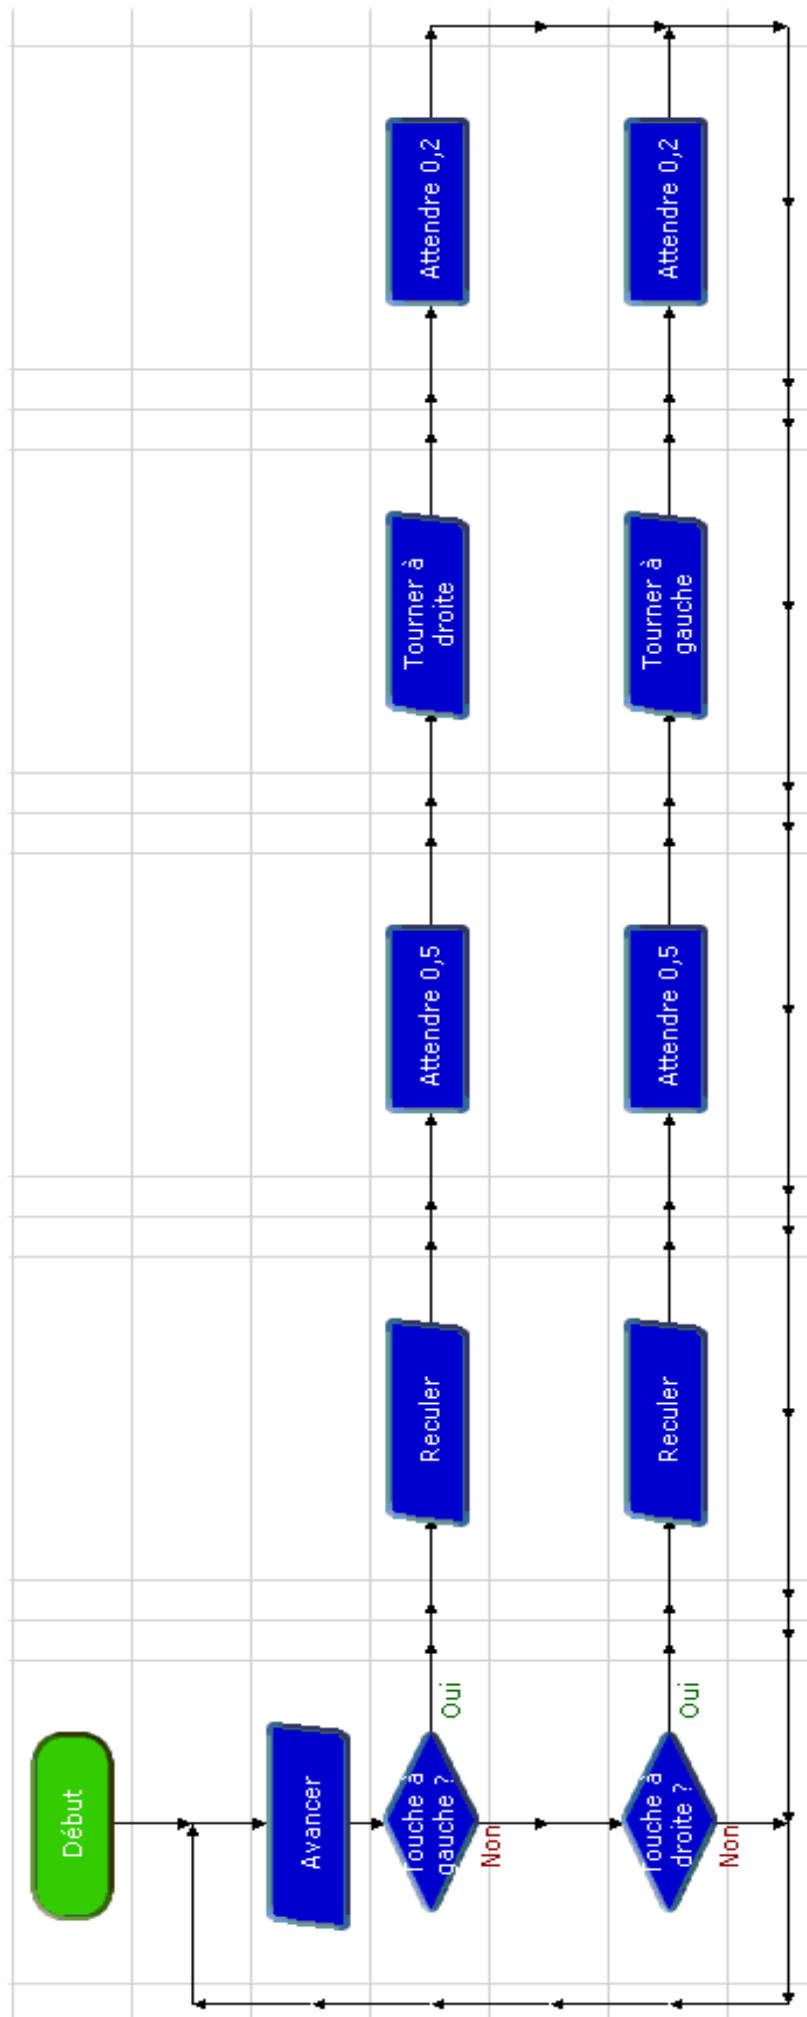 Début
Avancer
Touche à
gauche ?
Oui
Non
Reculer
Attendre 0,5
Tourner à
droite
Attendre 0,2
Touche à
droite ?
Oui
Non
Reculer
Attendre 0,5
Tourner à
gauche
Attendre 0,2